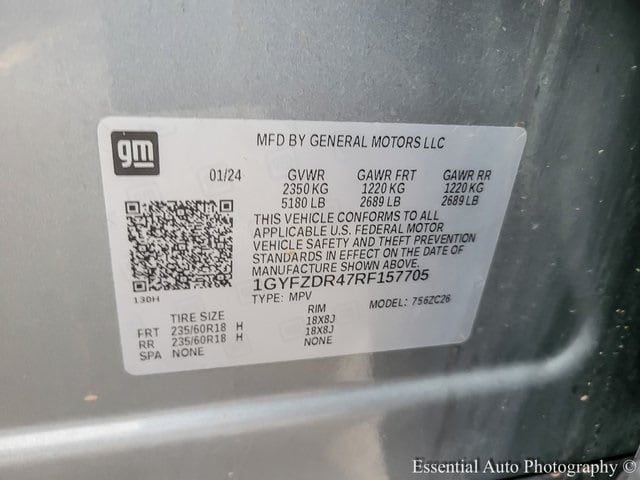 gm
MFD BY GENERAL MOTORS LLC
01/24 GVWR GAWR FRT GAWR RR
2350 KG 1220 KG 1220 KG
5180 LB 2689 LB 2689 LB
THIS VEHICLE CONFORMS TO ALL
APPLICABLE U.S. FEDERAL MOTOR
VEHICLE SAFETY AND THEFT PREVENTION
STANDARDS IN EFFECT ON THE DATE OF
MANUFACTURE SHOWN ABOVE.
1GYFZDR47RF157705
130H
TYPE: MPV MODEL: 7S6ZC26
TIRE SIZE RIM
FRT 235/60R18 H 18X8J
RR 235/60R18 H 18X8J
SPA NONE NONE
Essential Auto Photography ©